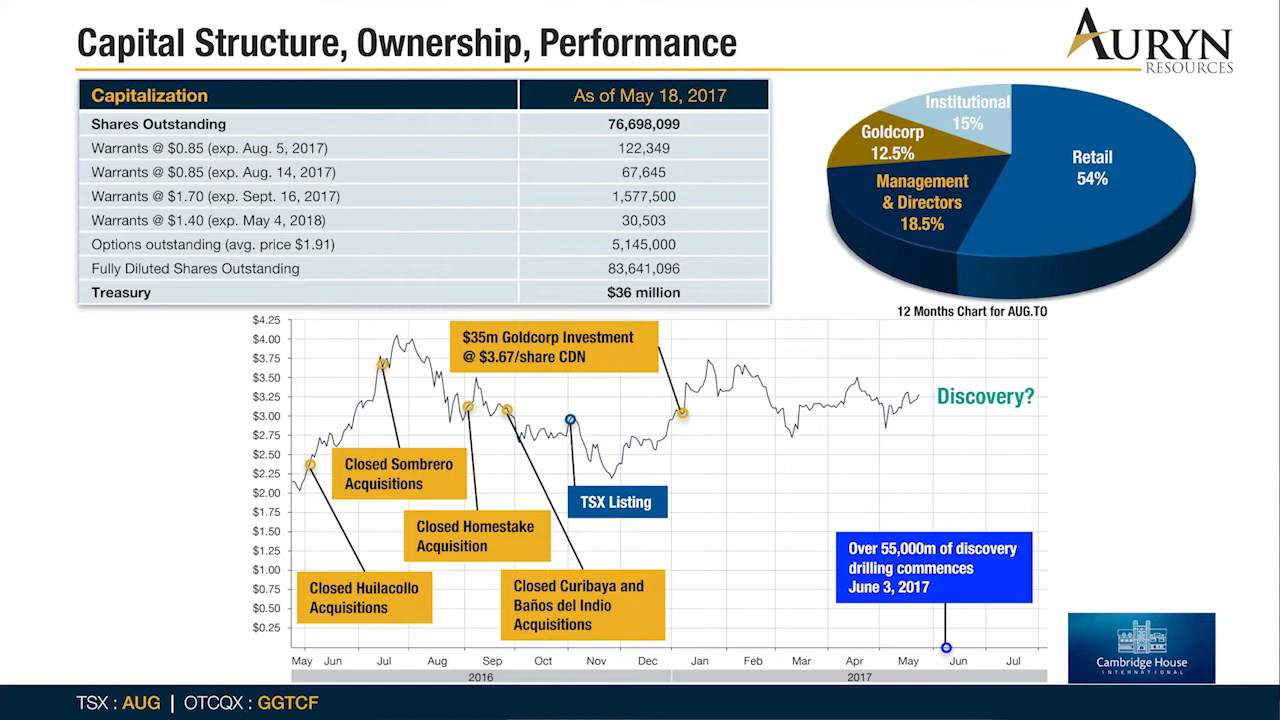 Capital Structure, Ownership, Performance
AURYN
RESOURCES
Capitalization As of May 18, 2017
Shares Outstanding 76,698,099
Warrants @ $0.85 (exp. Aug. 5, 2017) 122,349
Warrants @ $0.85 (exp. Aug. 14, 2017) 67,645
Warrants @ $1.70 (exp. Sept. 16, 2017) 1,577,500
Warrants @ $1.40 (exp. May 4, 2018) 30,503
Options outstanding (avg. price $1.91) 5,145,000
Fully Diluted Shares Outstanding 83,641,096
Treasury $36 million
Institutional
15%
Goldcorp
12.5%
Management
& Directors
18.5%
Retail
54%
12 Months Chart for AUG.TO
$4.25
$4.00
$3.75
$3.50
$3.25
$3.00
$2.75
$2.50
$2.25
$2.00
$1.75
$1.50
$1.25
$1.00
$0.75
$0.50
$0.25
$35m Goldcorp Investment
@ $3.67/share CDN
Discovery?
Closed Sombrero
Acquisitions
TSX Listing
Closed Homestake
Acquisition
Closed Huilacollo
Acquisitions
Closed Curibaya and
Baños del Indio
Acquisitions
Over 55,000m of discovery
drilling commences
June 3, 2017
May Jun Jul Aug Sep Oct Nov Dec Jan Feb Mar Apr May Jun Jul
2016 2017
Cambridge House
INTERNATIONAL
TSX : AUG | OTCQX : GGTCF